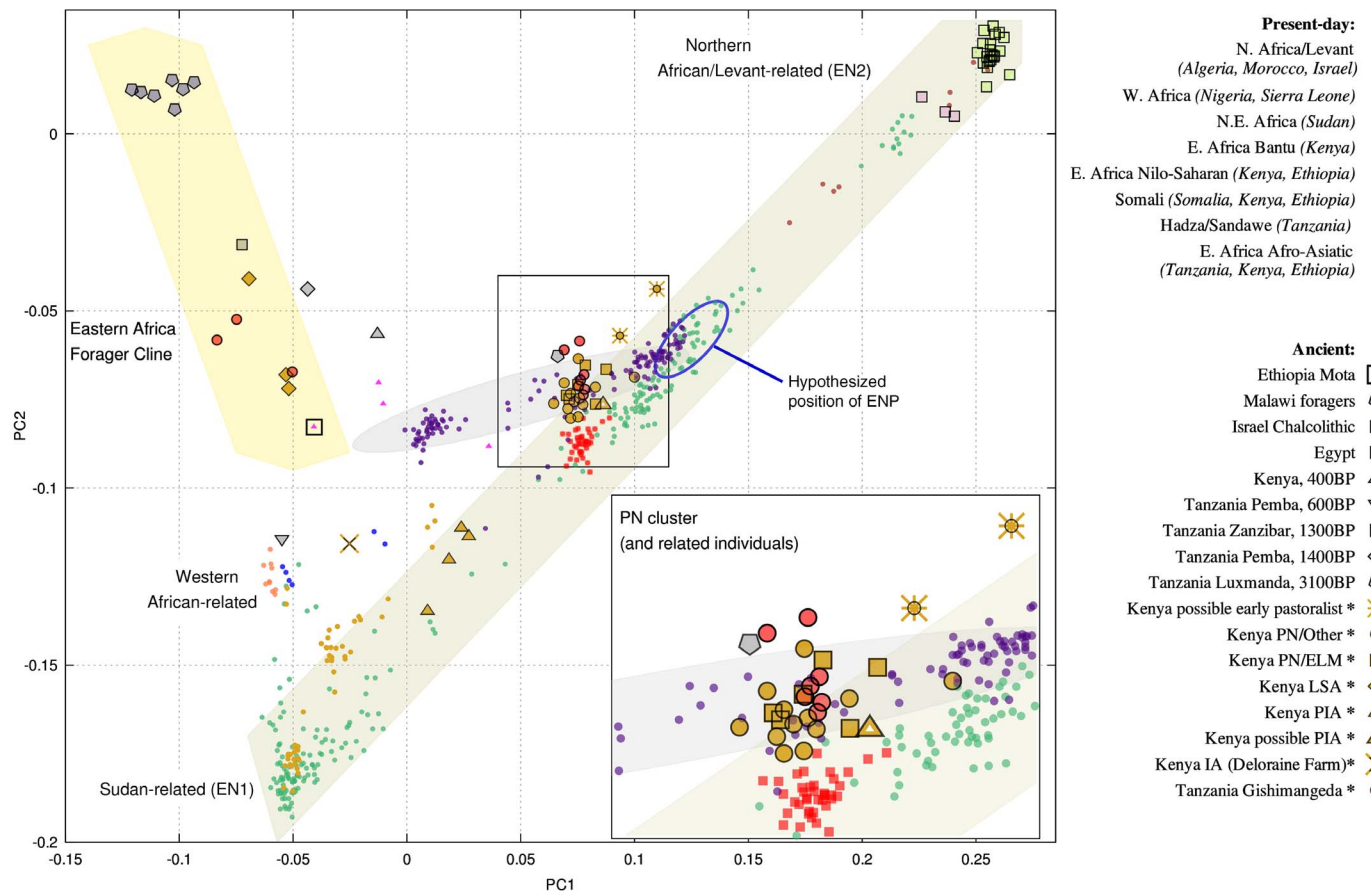 Northern
African/Levant-related (EN2)
Eastern Africa
Forager Cline
Hypothesized
position of ENP
Western
African-related
Sudan-related (EN1)
PN cluster
(and related individuals)
0
-0.05
-0.1
-0.15
-0.2
PC2
-0.15
-0.1
-0.05
0
0.05
0.1
0.15
0.2
0.25
PC1
Present-day:
N. Africa/Levant
(Algeria, Morocco, Israel)
W. Africa (Nigeria, Sierra Leone)
N.E. Africa (Sudan)
E. Africa Bantu (Kenya)
E. Africa Nilo-Saharan (Kenya, Ethiopia)
Somali (Somalia, Kenya, Ethiopia)
Hadza/Sandawe (Tanzania)
E. Africa Afro-Asiatic
(Tanzania, Kenya, Ethiopia)
Ancient:
Ethiopia Mota
Malawi foragers
Israel Chalcolithic
Egypt
Kenya, 400BP
Tanzania Pemba, 600BP
Tanzania Zanzibar, 1300BP
Tanzania Pemba, 1400BP
Tanzania Luxmanda, 3100BP
Kenya possible early pastoralist *
Kenya PN/Other *
Kenya PN/ELM *
Kenya LSA *
Kenya PIA *
Kenya possible PIA *
Kenya IA (Deloraine Farm)*
Tanzania Gishimangeda *